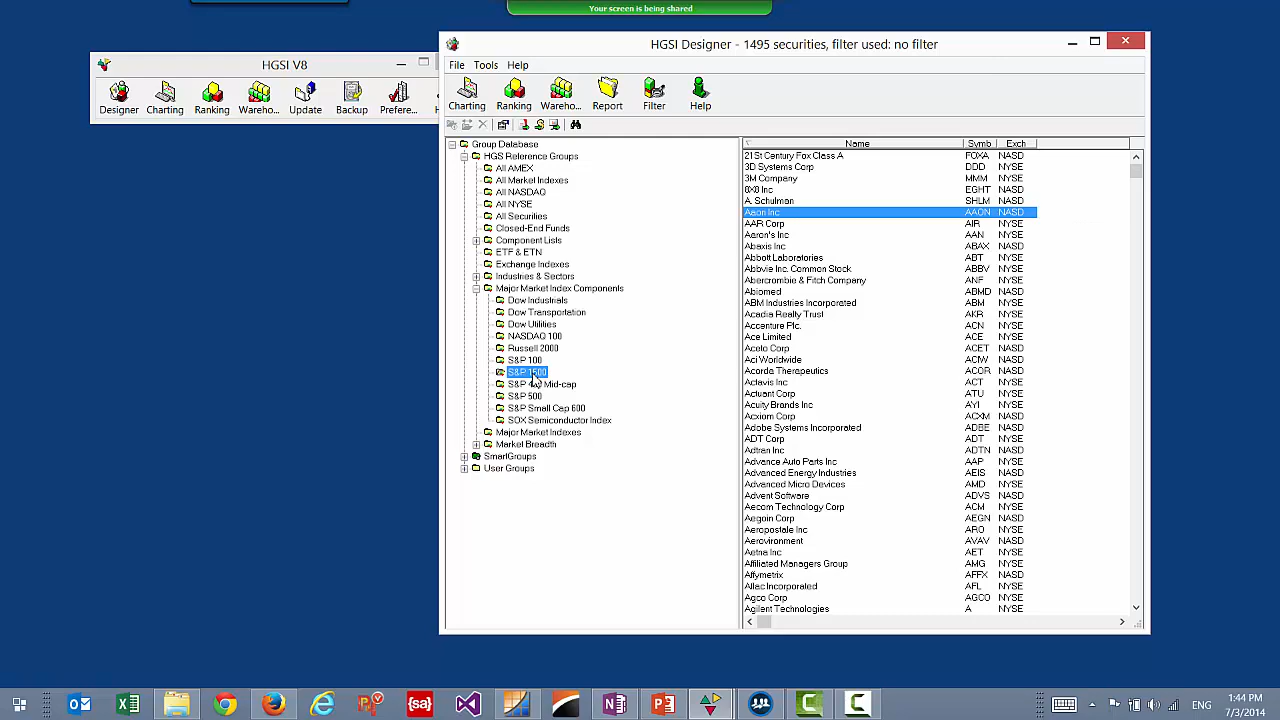 Your screen is being shared
HGSI V8
Designer Charting Ranking Wareho... Update Backup Prefere...
HGSI Designer - 1495 securities, filter used: no filter
File Tools Help
Charting Ranking Wareho... Report Filter Help
Group Database
HGS Reference Groups
All AMEX
All Market Indexes
All NASDAQ
All NYSE
All Securities
Closed-End Funds
Component Lists
ETF & ETN
Exchange Indexes
Industries & Sectors
Major Market Index Components
Dow Industrials
Dow Transportation
Dow Utilities
NASDAQ 100
Russell 2000
S&P 100
S&P 1500
S&P Mid-cap
S&P 500
S&P Small Cap 600
SOX Semiconductor Index
Major Market Indexes
Market Breadth
SmartGroups
User Groups
Name Symb Exch
21St Century Fox Class A FOXA NASD
3D Systems Corp DDD NYSE
3M Company MMM NYSE
8X8 Inc EGHT NASD
A. Schulman SHLM NASD
Aaon Inc AAON NASD
AAR Corp AIR NYSE
Aaron's Inc AAN NYSE
Abaxis Inc ABAX NASD
Abbott Laboratories ABT NYSE
Abbvie Inc. Common Stock ABBV NYSE
Abercrombie & Fitch Company ANF NYSE
Abiomed ABMD NASD
ABM Industries Incorporated ABM NYSE
Acadia Realty Trust AKR NYSE
Accenture Plc. ACN NYSE
Ace Limited ACE NYSE
Aceto Corp ACET NASD
Aci Worldwide ACIW NASD
Acorda Therapeutics ACOR NASD
Actavis Inc ACT NYSE
Actuant Corp ATU NYSE
Acuity Brands Inc AYI NYSE
Acxiom Corp ACXM NASD
Adobe Systems Incorporated ADBE NASD
ADT Corp ADT NYSE
Adtran Inc ADTN NASD
Advance Auto Parts Inc AAP NYSE
Advanced Energy Industries AEIS NASD
Advanced Micro Devices AMD NYSE
Advent Software ADVS NASD
Aecom Technology Corp ACM NYSE
Aegion Corp AEGN NASD
Aeropostale Inc ARO NYSE
Aerovironment AVAV NASD
Aetna Inc AET NYSE
Affiliated Managers Group AMG NYSE
Affymetrix AFFX NASD
Aflac Incorporated AFL NYSE
Agco Corp AGCO NYSE
Agilent Technologies A NYSE
{sa}
ENG
1:44 PM
7/3/2014